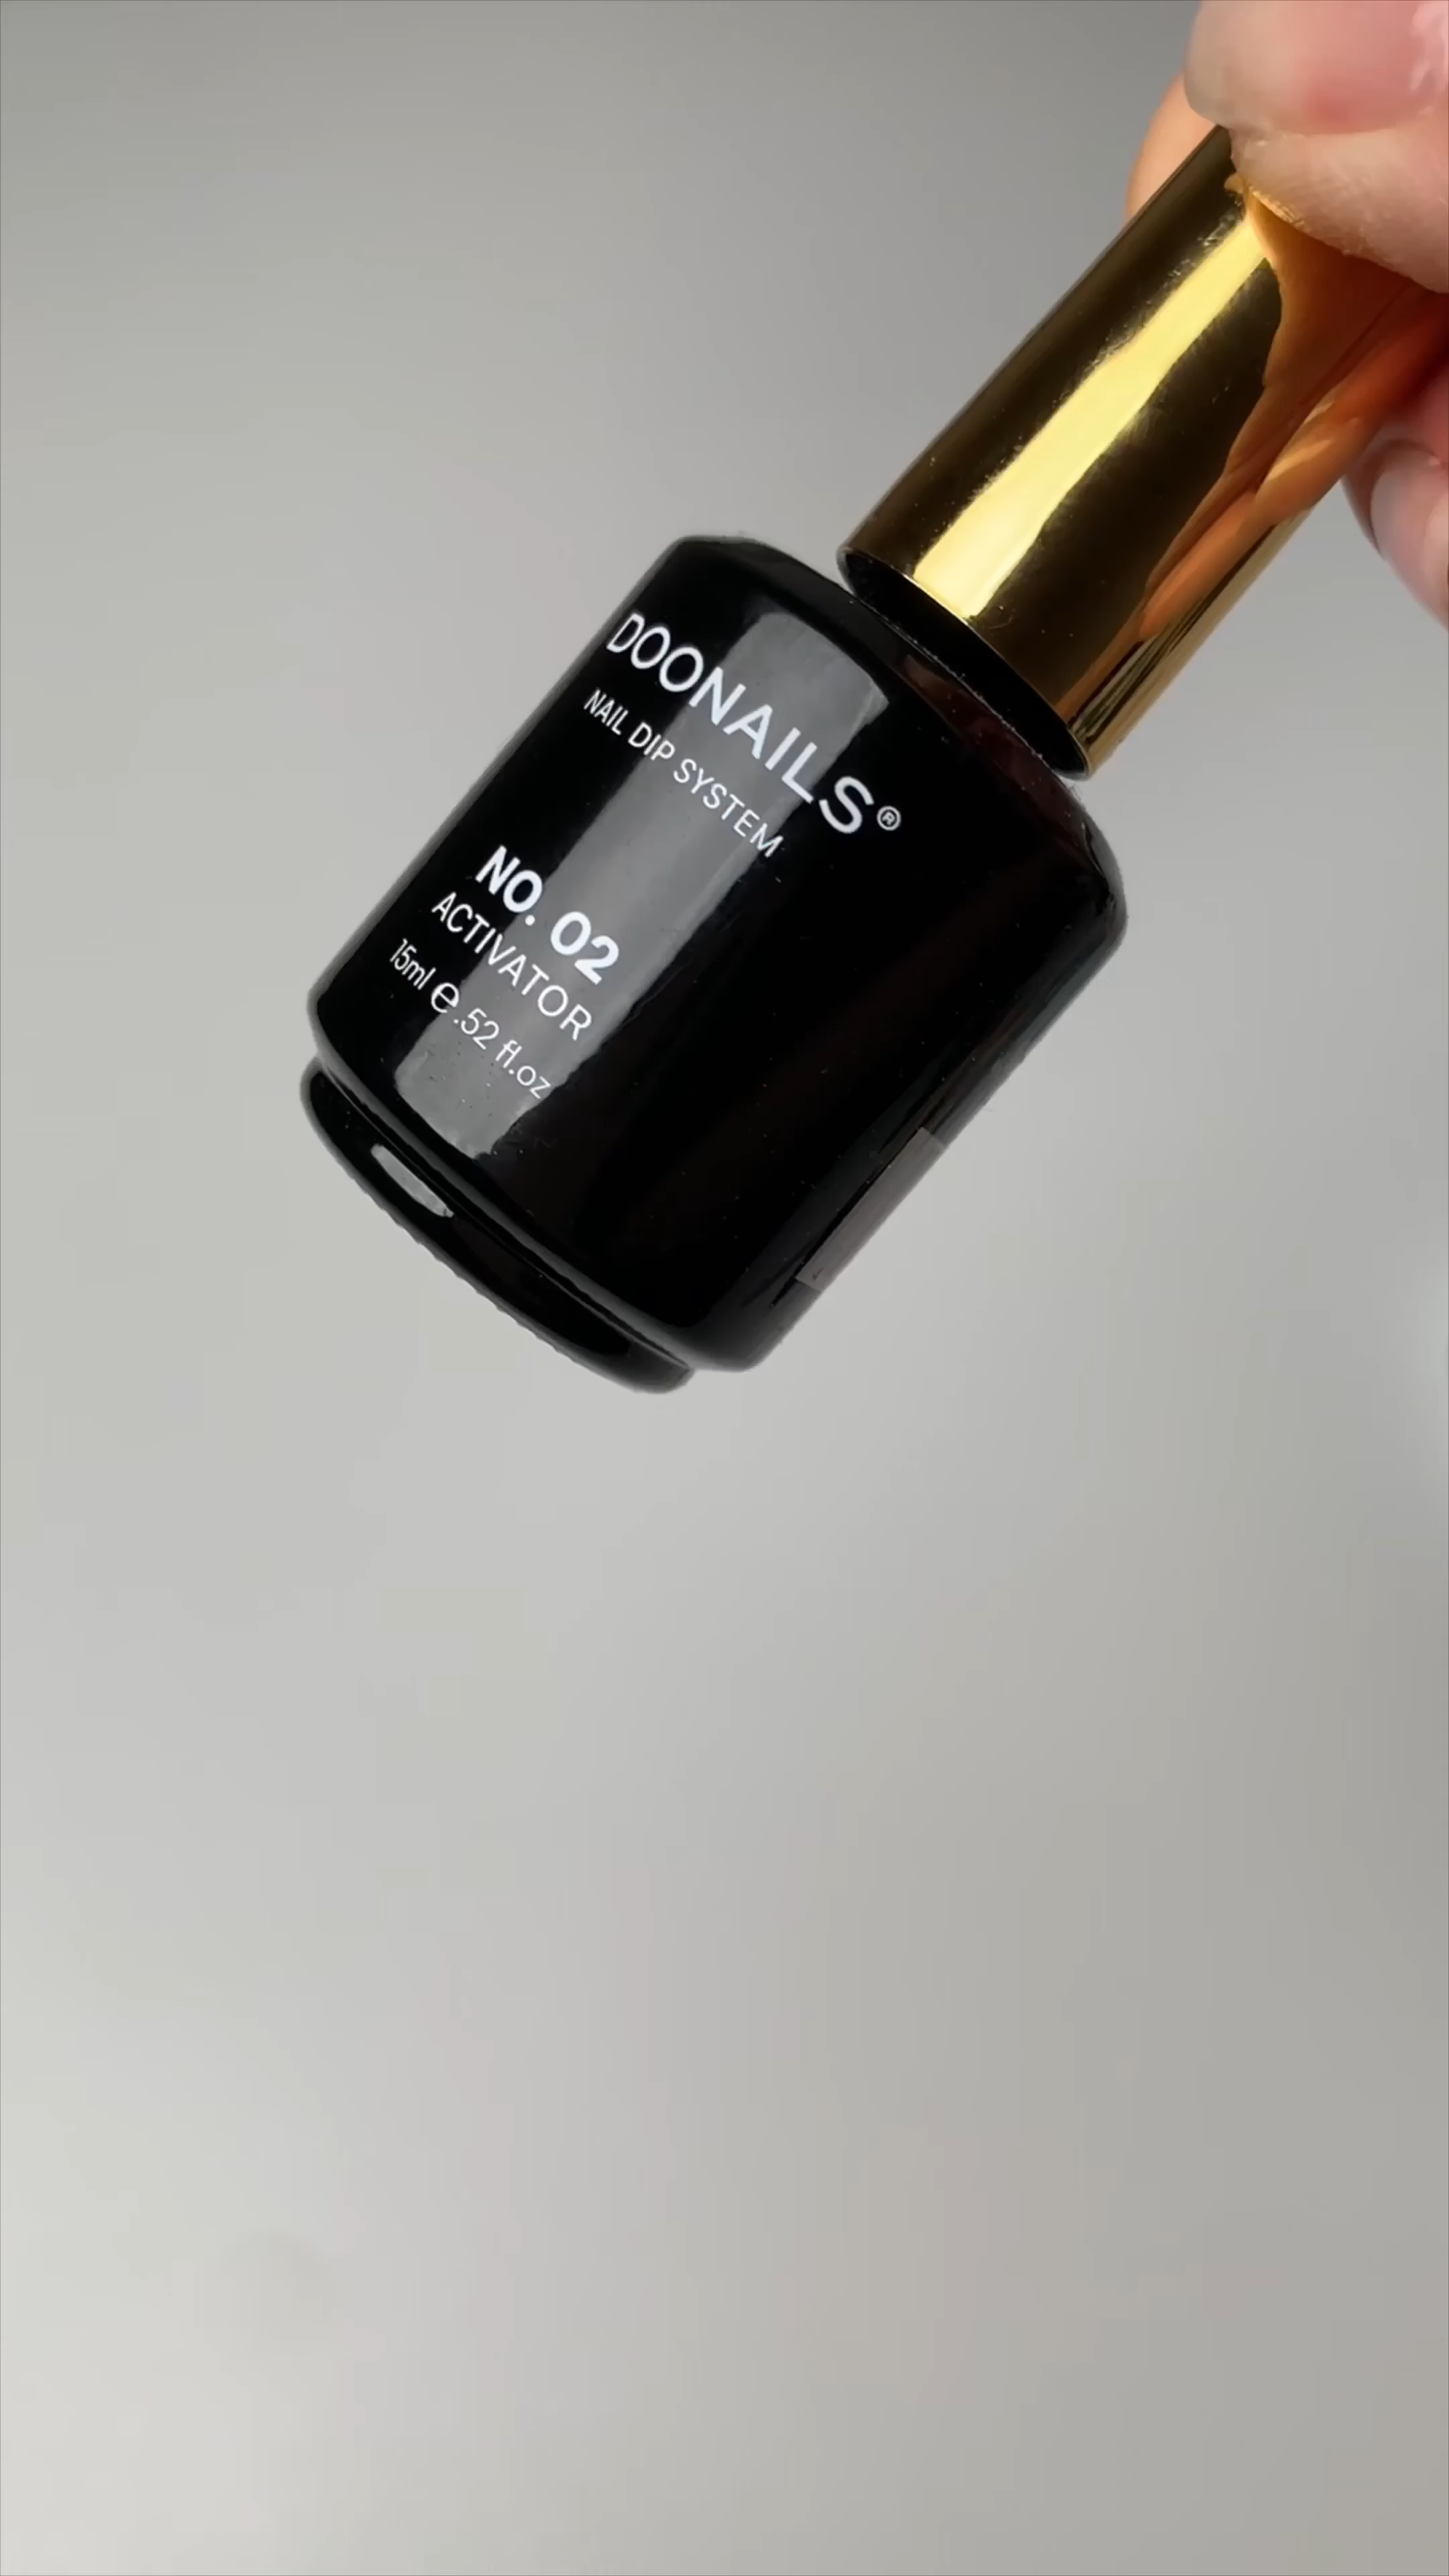 DOONAILS®
NAIL DIP SYSTEM
NO. 02
ACTIVATOR
15ml e .52 fl.oz